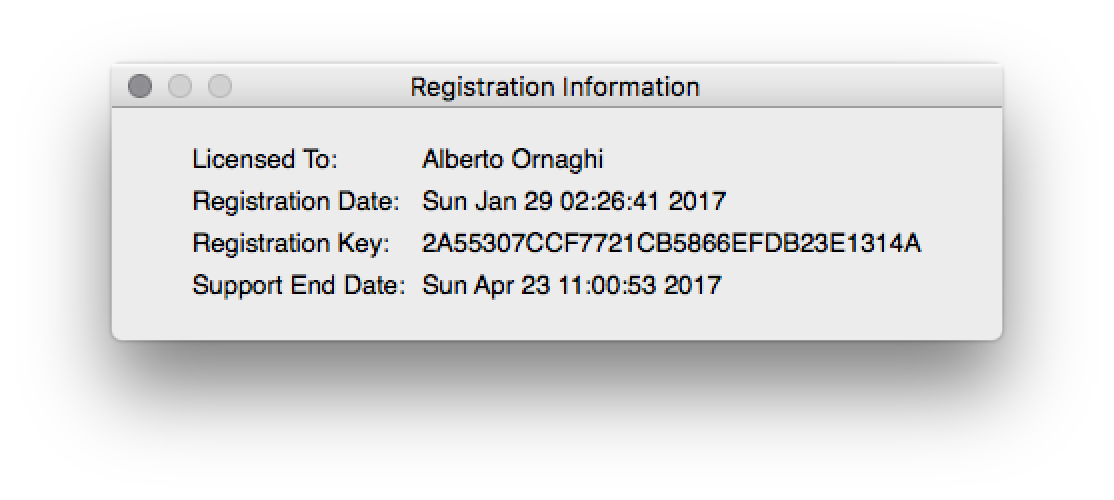 Registration Information
Licensed To: Alberto Ornaghi
Registration Date: Sun Jan 29 02:26:41 2017
Registration Key: 2A55307CCF7721CB5866EFDB23E1314A
Support End Date: Sun Apr 23 11:00:53 2017